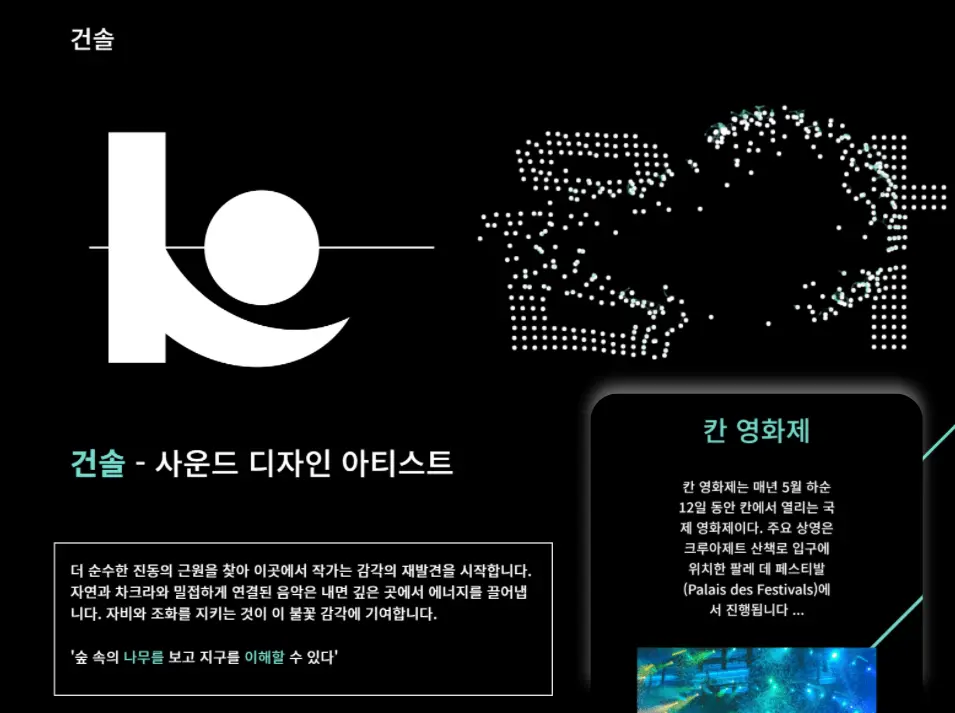 건솔
건솔 - 사운드 디자인 아티스트
더 순수한 진동의 근원을 찾아 이곳에서 작가는 감각의 재발견을 시작합니다.
자연과 차크라와 밀접하게 연결된 음악은 내면 깊은 곳에서 에너지를 끌어냅
니다. 자비와 조화를 지키는 것이 이 불꽃 감각에 기여합니다.
'숲 속의 나무를 보고 지구를 이해할 수 있다'
칸 영화제
칸 영화제는 매년 5월 하순
12일 동안 칸에서 열리는 국
제 영화제이다. 주요 상영은
크루아제트 산책로 입구에
위치한 팔레 데 페스티발
(Palais des Festivals)에
서 진행됩니다 ...